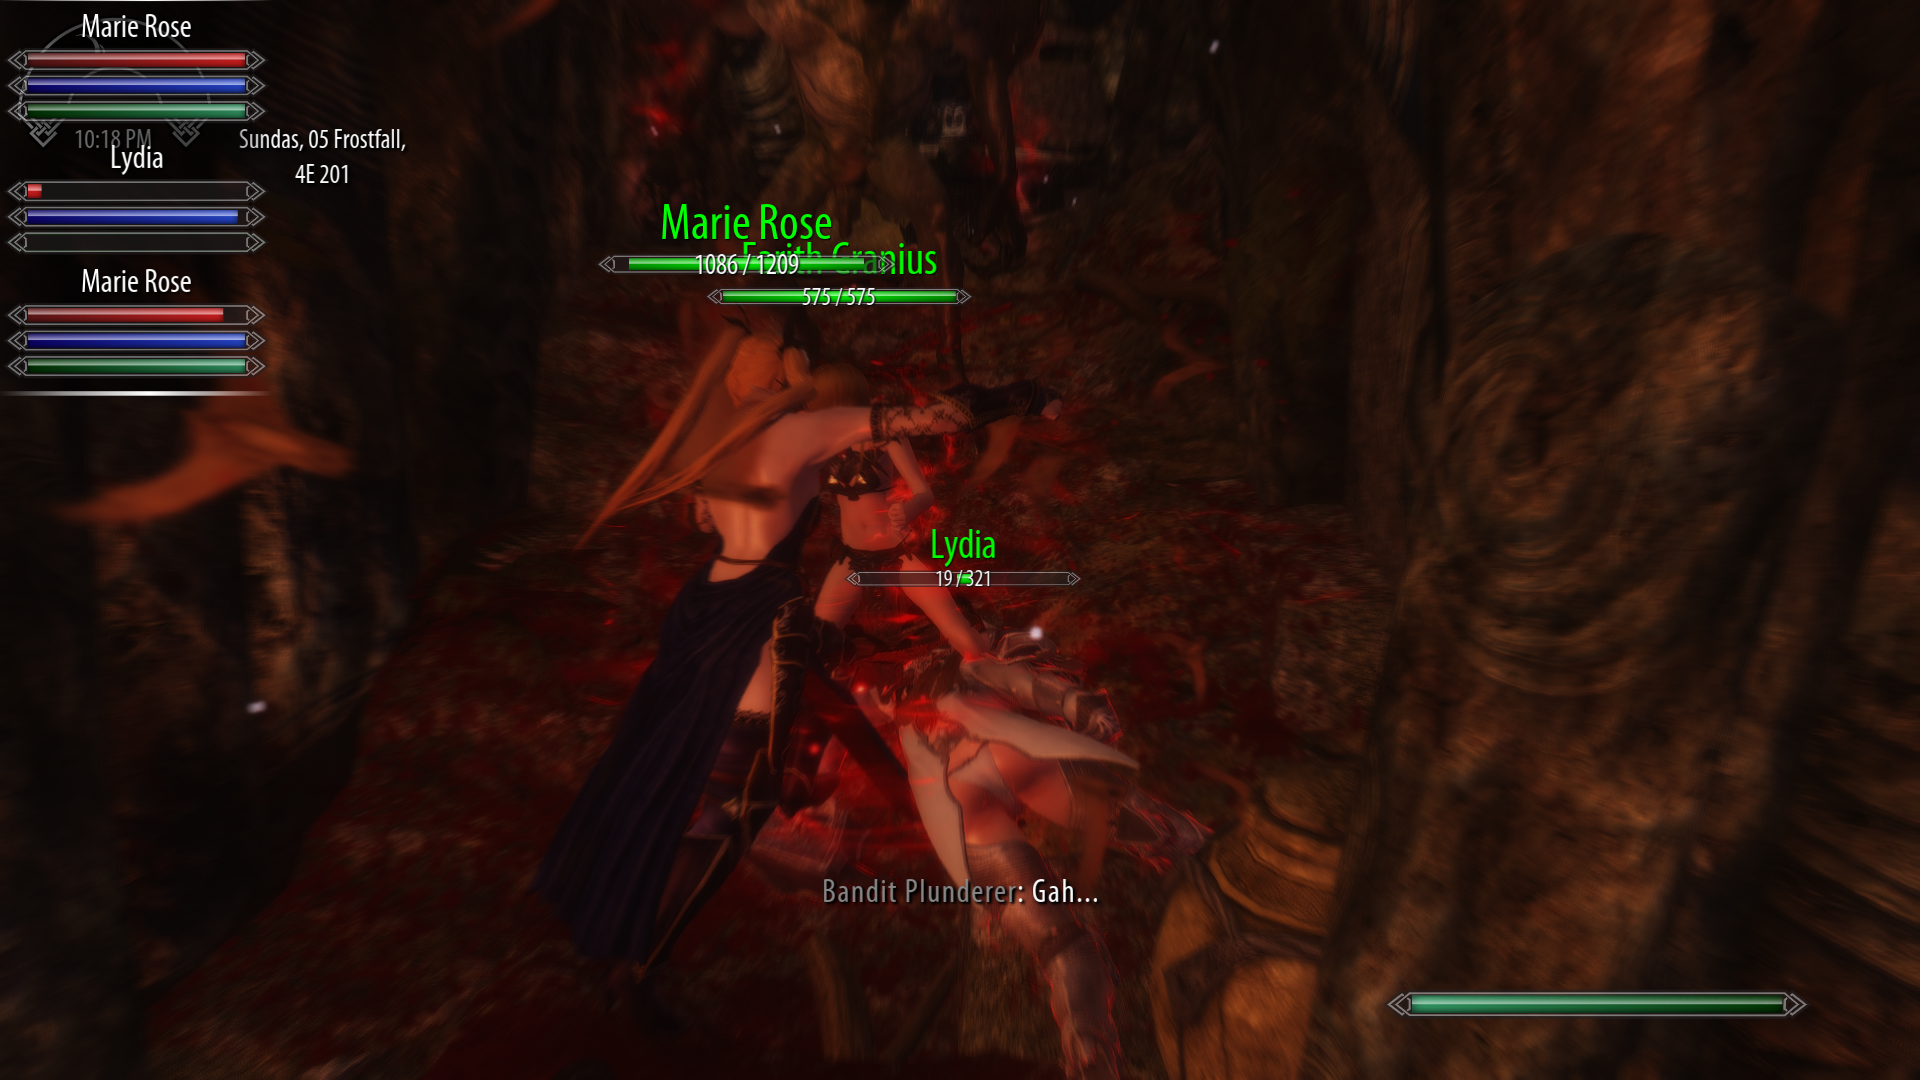 Marie Rose
10:18 PM
Sundas, 05 Frostfall,
4E 201
Lydia
Marie Rose
Marie Rose
1086 / 1209
575 / 575
Lydia
19 / 321
Bandit Plunderer: Gah...